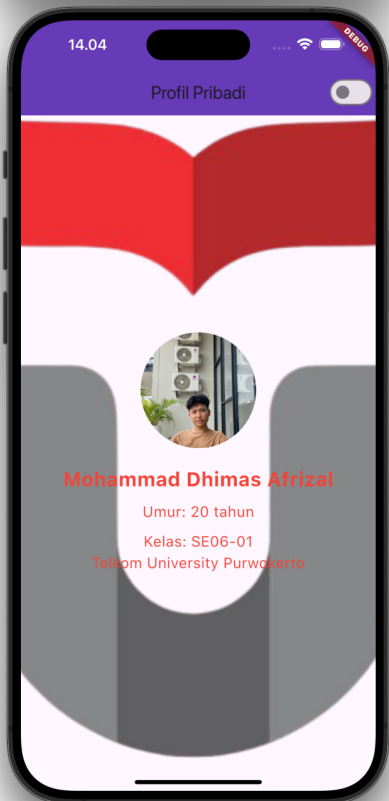 14.04
DEBUG
Profil Pribadi
Mohammad Dhimas Afrizal
Umur: 20 tahun
Kelas: SE06-01
Telkom University Purwokerto